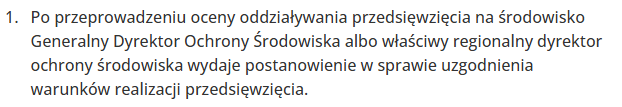 1. Po przeprowadzeniu oceny oddziaływania przedsięwzięcia na środowisko
Generalny Dyrektor Ochrony Środowiska albo właściwy regionalny dyrektor
ochrony środowiska wydaje postanowienie w sprawie uzgodnienia
warunków realizacji przedsięwzięcia.